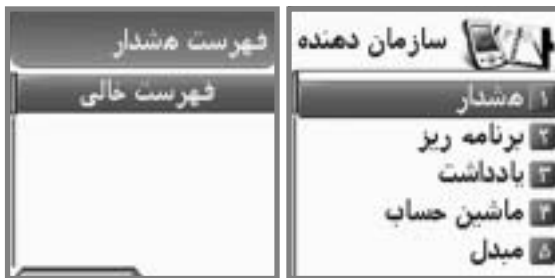 سازمان دهنده
۱ هشدار
۲ برنامه ریز
۳ یادداشت
۴ ماشین حساب
۵ مبدل
فهرست هشدار
فهرست خالی